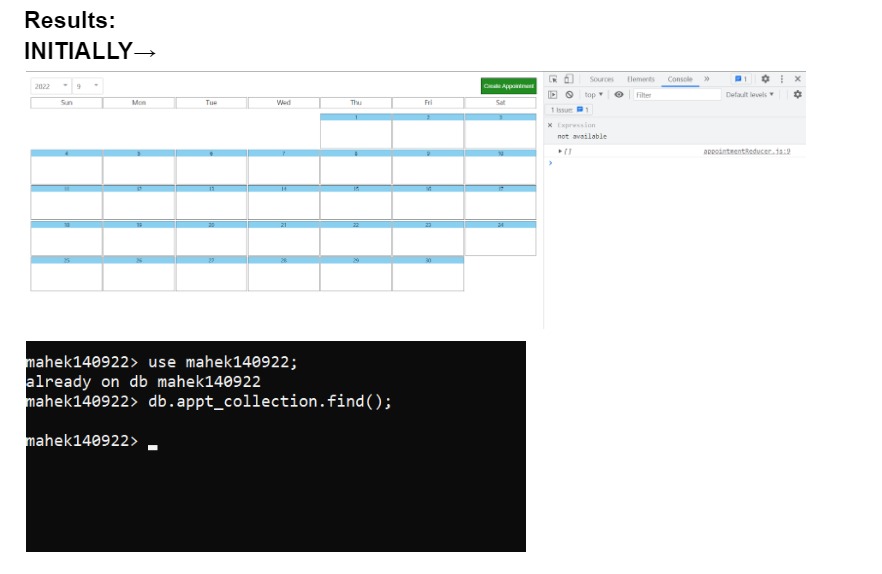 Results:
INITIALLY→
2022 9 Create Appointment
Sun Mon Tue Wed Thu Fri Sat
1 2 3
4 5 6 7 8 9 10
11 12 13 14 15 16 17
18 19 20 21 22 23 24
25 26 27 28 29 30
Sources Elements Console » 1
top Filter Default levels
1 Issue: 1
× Expression
not available
▸{} appointmentReducer.js:9
>
mahek140922> use mahek140922;
already on db mahek140922
mahek140922> db.appt_collection.find();
mahek140922>